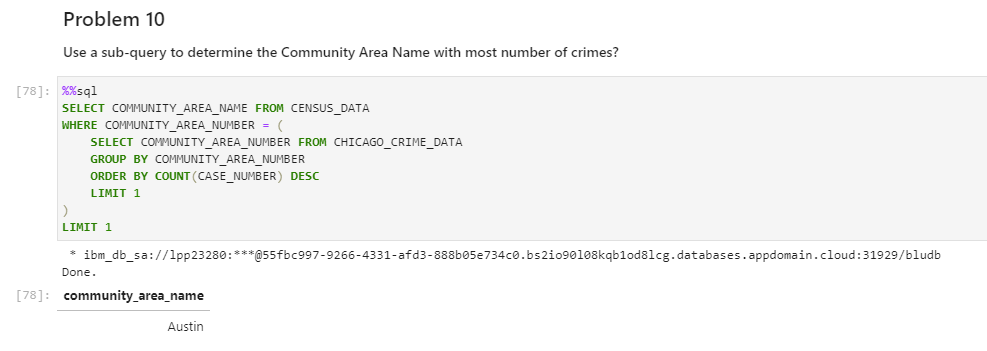 Problem 10
Use a sub-query to determine the Community Area Name with most number of crimes?
[78]: %%sql
SELECT COMMUNITY_AREA_NAME FROM CENSUS_DATA
WHERE COMMUNITY_AREA_NUMBER = (
    SELECT COMMUNITY_AREA_NUMBER FROM CHICAGO_CRIME_DATA
    GROUP BY COMMUNITY_AREA_NUMBER
    ORDER BY COUNT(CASE_NUMBER) DESC
    LIMIT 1
)
LIMIT 1
* ibm_db_sa://lpp23280:***@55fbc997-9266-4331-afd3-888b05e734c0.bs2io90l08kqb1od8lcg.databases.appdomain.cloud:31929/bludb
Done.
[78]: community_area_name
Austin